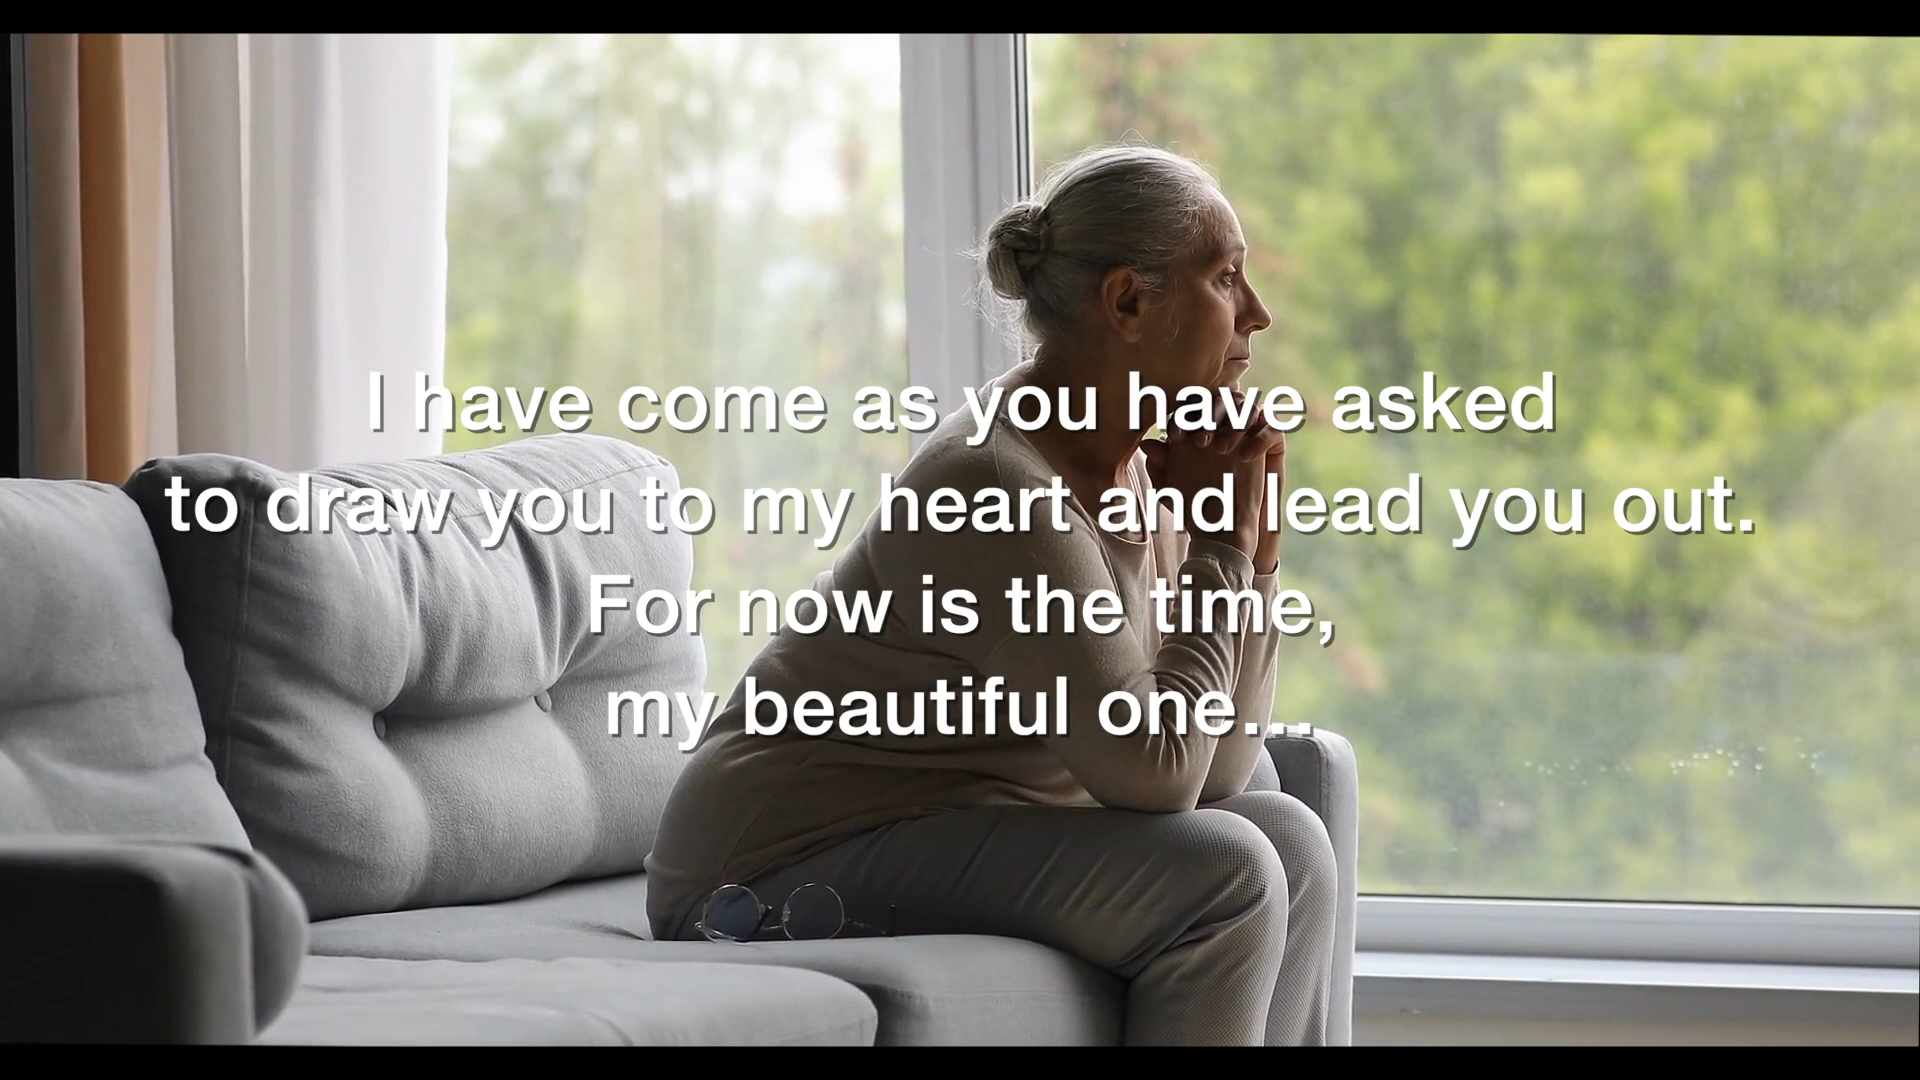 I have come as you have asked
to draw you to my heart and lead you out.
For now is the time,
my beautiful one...